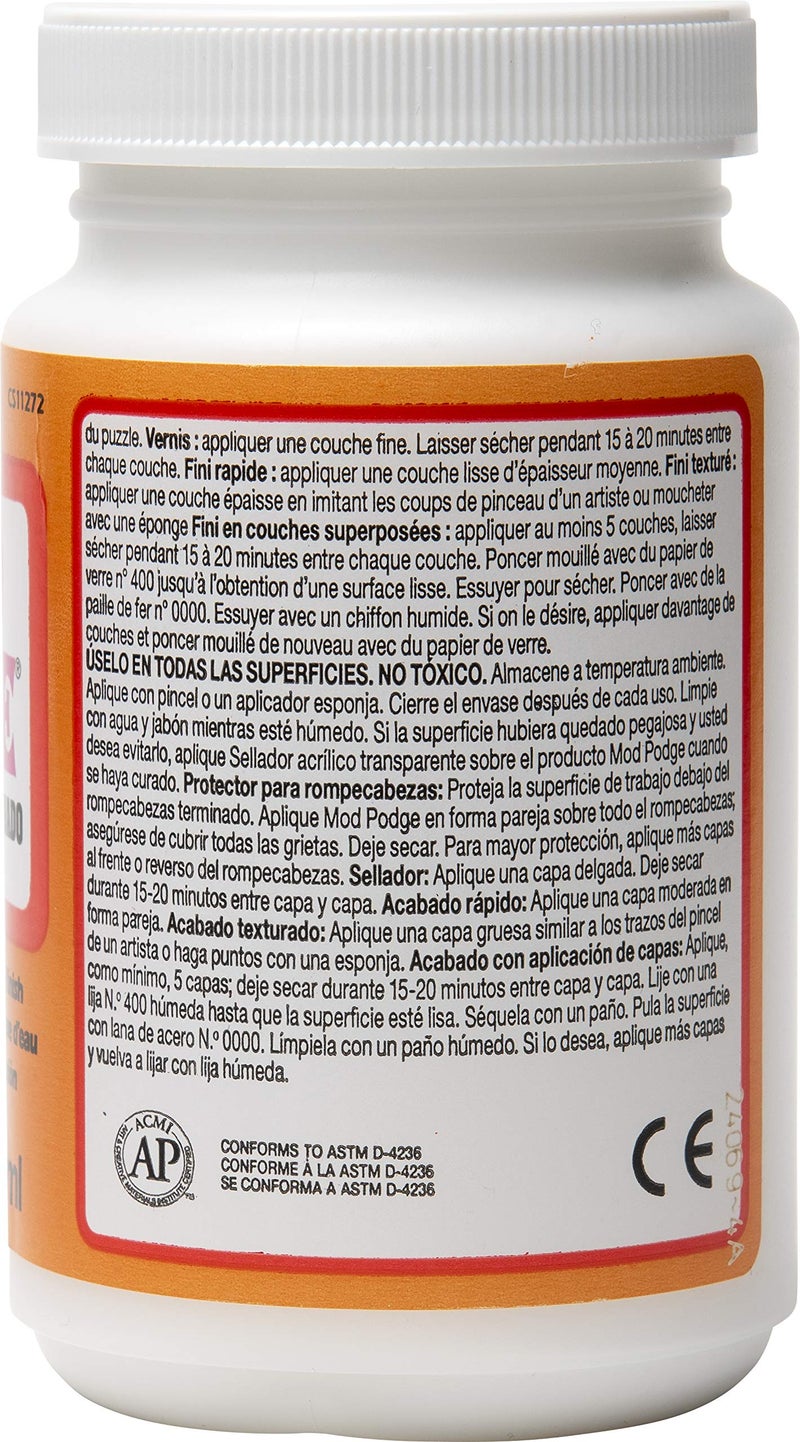 CS11272
du puzzle. Vernis : appliquer une couche fine. Laisser sécher pendant 15 à 20 minutes entre
chaque couche. Fini rapide : appliquer une couche lisse d'épaisseur moyenne. Fini texturé :
appliquer une couche épaisse en imitant les coups de pinceau d'un artiste ou moucheter
avec une éponge Fini en couches superposées : appliquer au moins 5 couches, laisser
sécher pendant 15 à 20 minutes entre chaque couche. Poncer mouillé avec du papier de
verre n° 400 jusqu'à l'obtention d'une surface lisse. Essuyer pour sécher. Poncer avec de la
paille de fer n° 0000. Essuyer avec un chiffon humide. Si on le désire, appliquer davantage de
couches et poncer mouillé de nouveau avec du papier de verre.
ÚSELO EN TODAS LAS SUPERFICIES. NO TÓXICO. Almacene a temperatura ambiente.
Aplique con pincel o un aplicador esponja. Cierre el envase después de cada uso. Limpie
con agua y jabón mientras esté húmedo. Si la superficie hubiera quedado pegajosa y usted
desea evitarlo, aplique Sellador acrílico transparente sobre el producto Mod Podge cuando
se haya curado. Protector para rompecabezas: Proteja la superficie de trabajo debajo del
rompecabezas terminado. Aplique Mod Podge en forma pareja sobre todo el rompecabezas;
asegúrese de cubrir todas las grietas. Deje secar. Para mayor protección, aplique más capas
al frente o reverso del rompecabezas. Sellador: Aplique una capa delgada. Deje secar
durante 15-20 minutos entre capa y capa. Acabado rápido: Aplique una capa moderada en
forma pareja. Acabado texturado: Aplique una capa gruesa similar a los trazos del pincel
de un artista o haga puntos con una esponja. Acabado con aplicación de capas: Aplique,
como mínimo, 5 capas; deje secar durante 15-20 minutos entre capa y capa. Lije con una
lija N.º 400 húmeda hasta que la superficie esté lisa. Séquela con un paño. Pula la superficie
con lana de acero N.º 0000. Límpiela con un paño húmedo. Si lo desea, aplique más capas
y vuelva a lijar con lija húmeda.
ACMI
AP
ART & CREATIVE MATERIALS INSTITUTE CERTIFIED
CONFORMS TO ASTM D-4236
CONFORME À LA ASTM D-4236
SE CONFORMA A ASTM D-4236
CE
E®
d'eau
ml